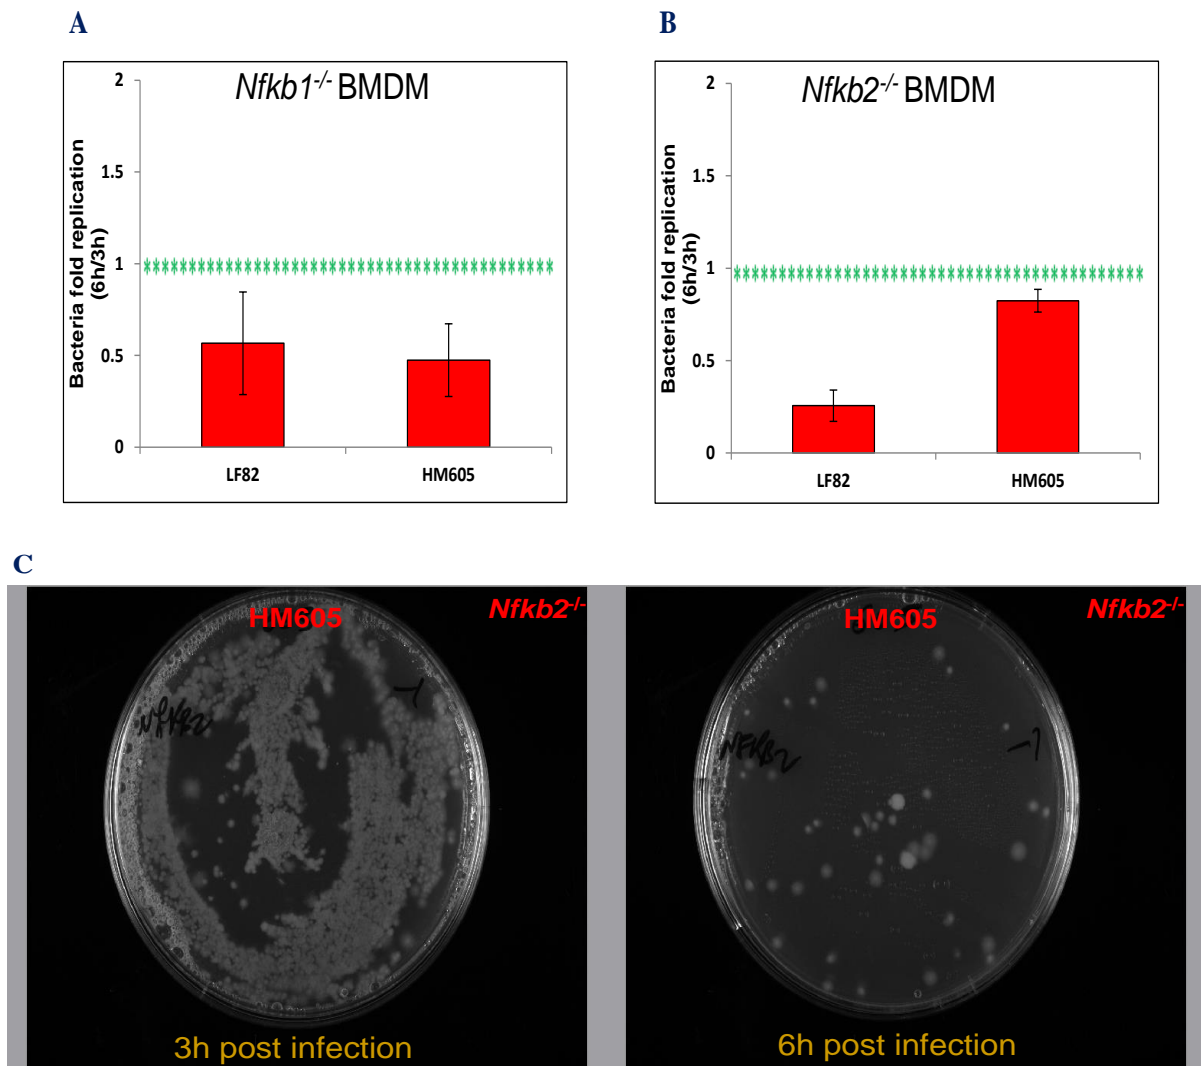 A
Nfkb1-/- BMDM
Bacteria fold replication
(6h/3h)
2
1.5
1
0.5
0
LF82
HM605
B
Nfkb2-/- BMDM
Bacteria fold replication
(6h/3h)
2
1.5
1
0.5
0
LF82
HM605
C
HM605
Nfkb2-/-
NFKB2
-1
3h post infection
HM605
Nfkb2-/-
NFKB2
-1
6h post infection